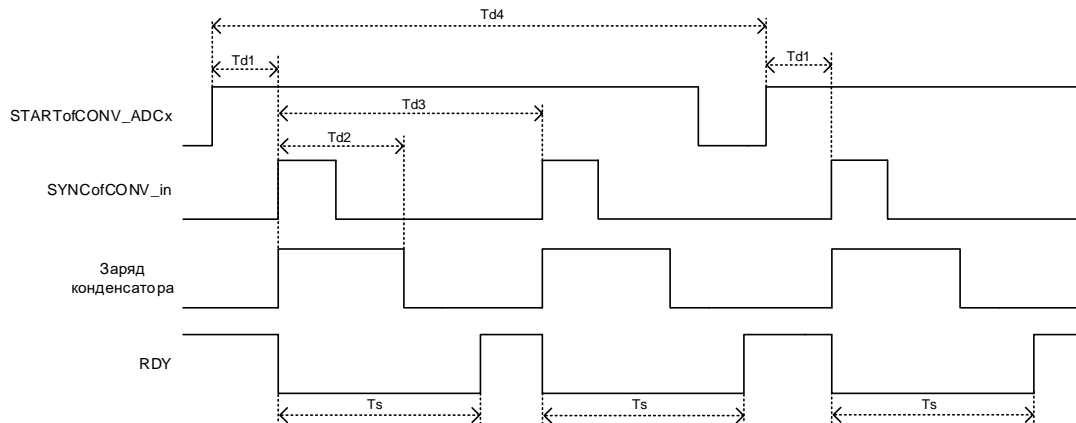 Td4
Td1
Td1
STARTofCONV_ADCx
Td3
Td2
SYNCofCONV_in
Заряд
конденсатора
RDY
Ts
Ts
Ts